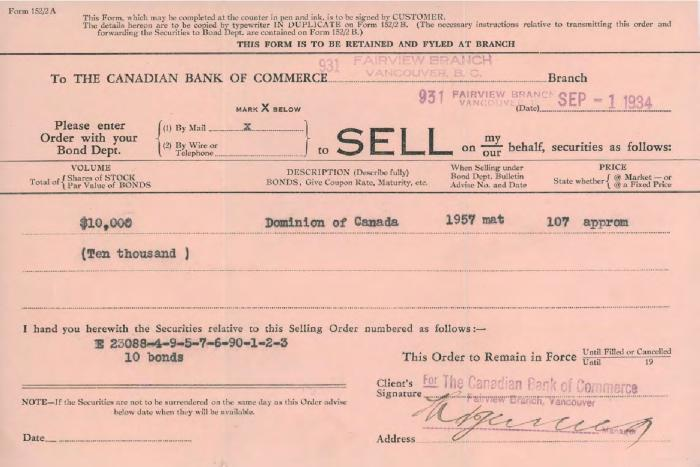 Form 152/2 A
This Form, which may be completed at the counter in pen and ink, is to be signed by CUSTOMER.
The details hereon are to be copied by typewriter IN DUPLICATE on Form 152/2 B. (The necessary instructions relative to transmitting this order and
forwarding the Securities to Bond Dept. are contained on Form 152/2 B.)
THIS FORM IS TO BE RETAINED AND FYLED AT BRANCH
931 FAIRVIEW BRANCH
VANCOUVER, B. C.
To THE CANADIAN BANK OF COMMERCE Branch
931 FAIRVIEW BRANCH
VANCOUVER
(Date) SEP - 1 1934
MARK X BELOW
Please enter Order with your Bond Dept.
(1) By Mail X
(2) By Wire or Telephone
to SELL on my/our behalf, securities as follows:
VOLUME
Total of { Shares of STOCK
Par Value of BONDS
DESCRIPTION (Describe fully)
BONDS, Give Coupon Rate, Maturity, etc.
When Selling under
Bond Dept. Bulletin
Advise No. and Date
PRICE
State whether { @ Market — or
@ a Fixed Price
$10,000 Dominion of Canada 1957 mat 107 approm
(Ten thousand )
I hand you herewith the Securities relative to this Selling Order numbered as follows:—
E 23088-4-9-5-7-6-90-1-2-3
10 bonds
This Order to Remain in Force Until Filled or Cancelled
Until 19
Client's Signature
For The Canadian Bank of Commerce
Fairview Branch, Vancouver
Manager
NOTE—If the Securities are not to be surrendered on the same day as this Order advise
below date when they will be available.
Date
Address